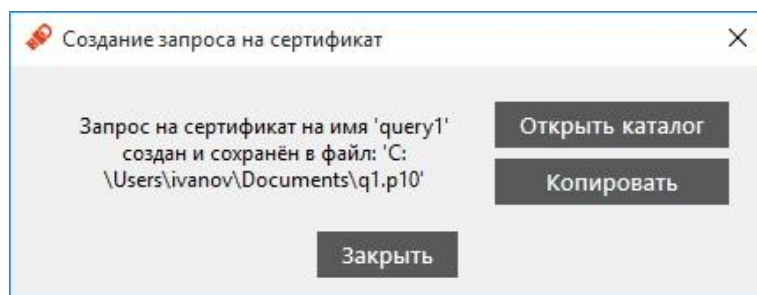 Создание запроса на сертификат
Запрос на сертификат на имя 'query1'
создан и сохранён в файл: 'C:
\Users\ivanov\Documents\q1.p10'
Открыть каталог
Копировать
Закрыть